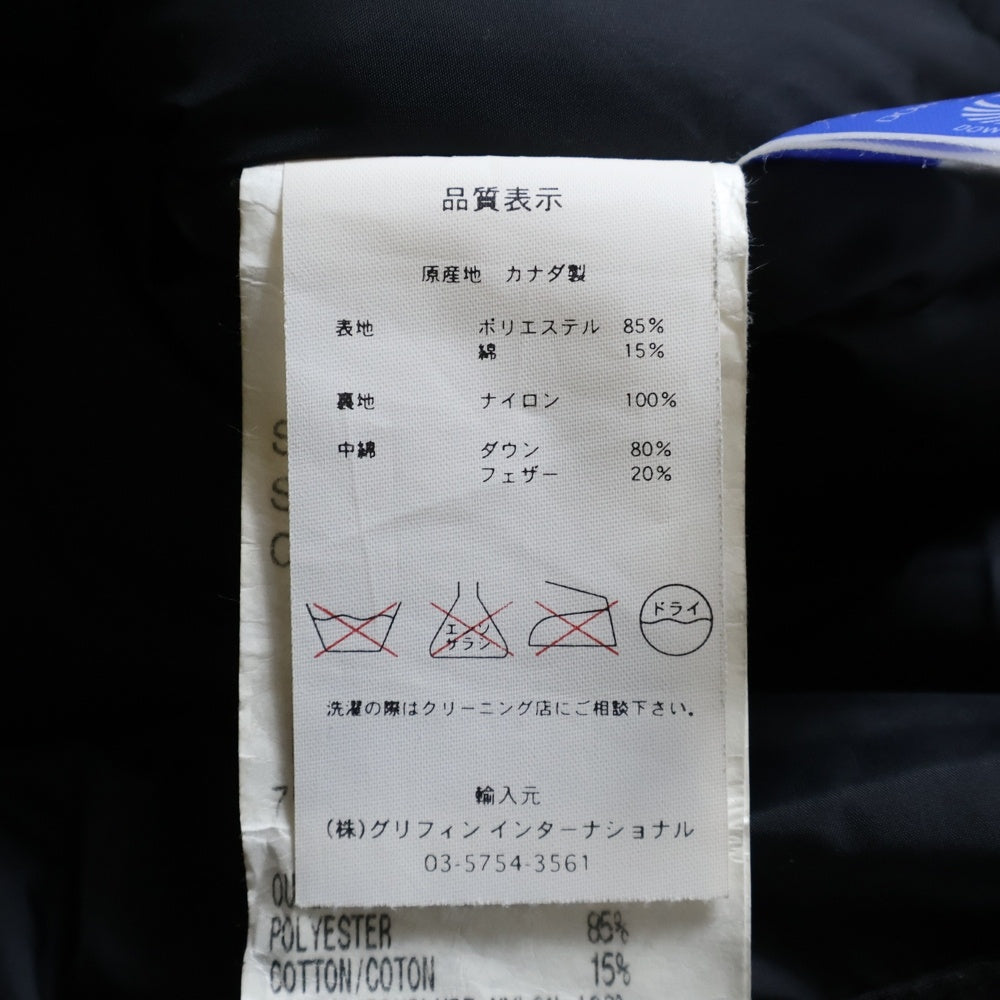 品質表示
原産地 カナダ製
表地 ポリエステル 85%
綿 15%
裏地 ナイロン 100%
中綿 ダウン 80%
フェザー 20%
エンソ
サラシ
ドライ
洗濯の際はクリーニング店にご相談下さい。
輸入元
(株)グリフィン インターナショナル
03-5754-3561
POLYESTER 85%
COTTON/COTON 15%